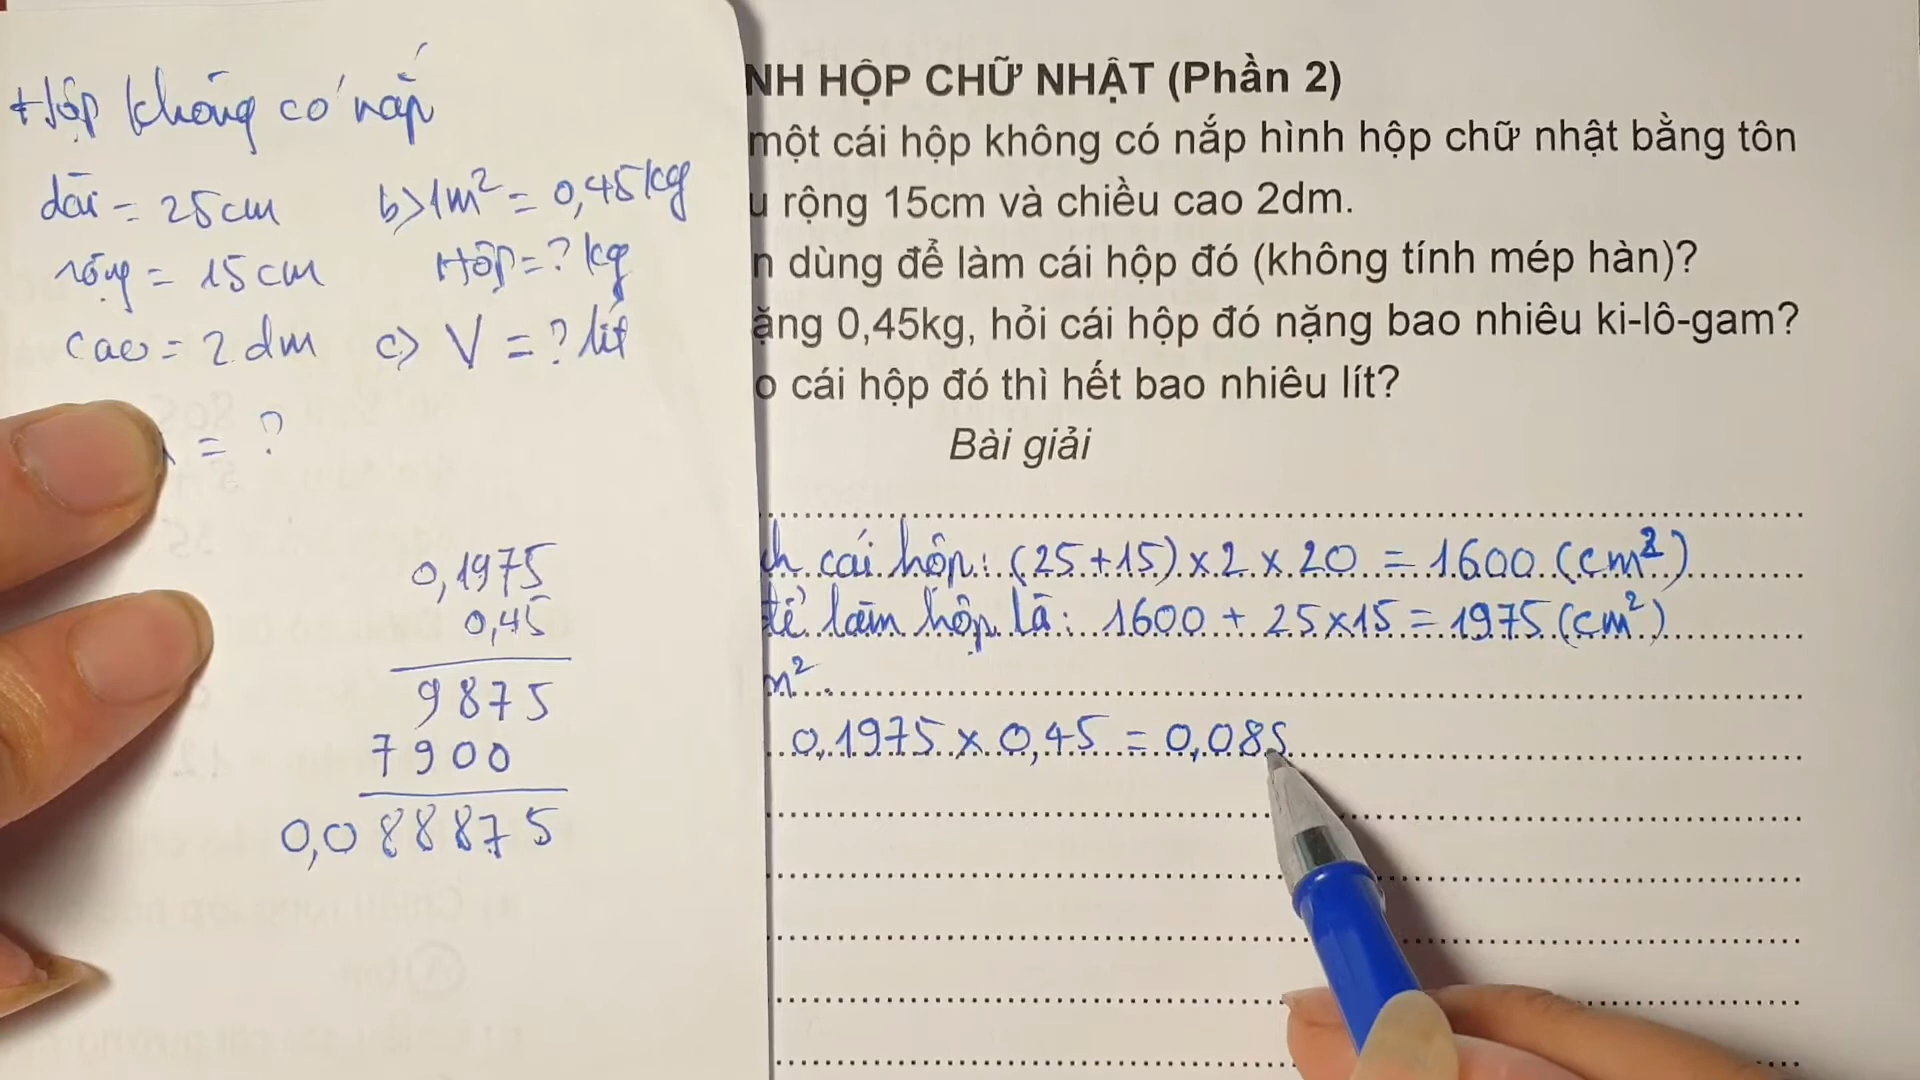 Hộp không có nắp
dài = 25cm
rộng = 15cm
cao = 2dm
= ?
b> 1m² = 0,45kg
Hộp = ? kg
c> V = ? lít
0,1975
0,45
9875
7900
0,088875
NH HỘP CHỮ NHẬT (Phần 2)
một cái hộp không có nắp hình hộp chữ nhật bằng tôn
u rộng 15cm và chiều cao 2dm.
n dùng để làm cái hộp đó (không tính mép hàn)?
ặng 0,45kg, hỏi cái hộp đó nặng bao nhiêu ki-lô-gam?
o cái hộp đó thì hết bao nhiêu lít?
Bài giải
ch cái hộp: (25+15) x 2 x 20 = 1600 (cm²)
để làm hộp là: 1600 + 25x15 = 1975 (cm²)
m².
0,1975 x 0,45 = 0,08